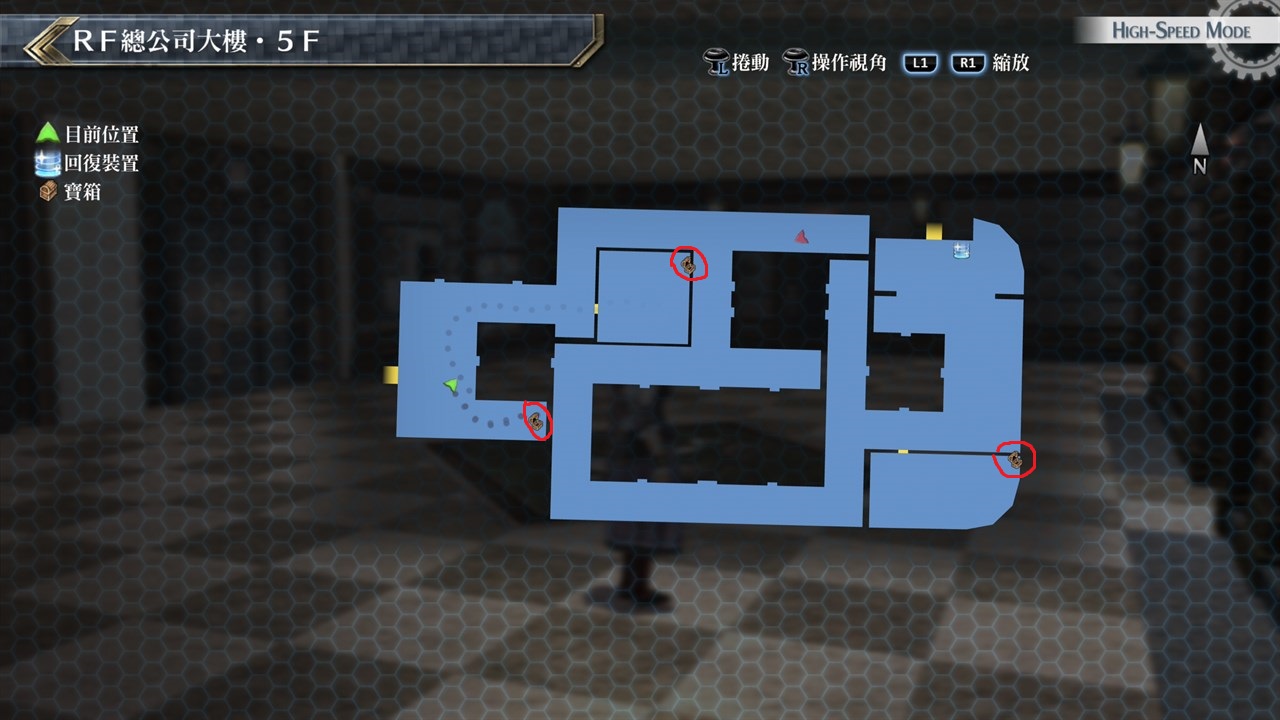 RF總公司大樓・5F
HIGH-SPEED MODE
L 捲動 R 操作視角 L1 R1 縮放
目前位置
回復裝置
寶箱
N